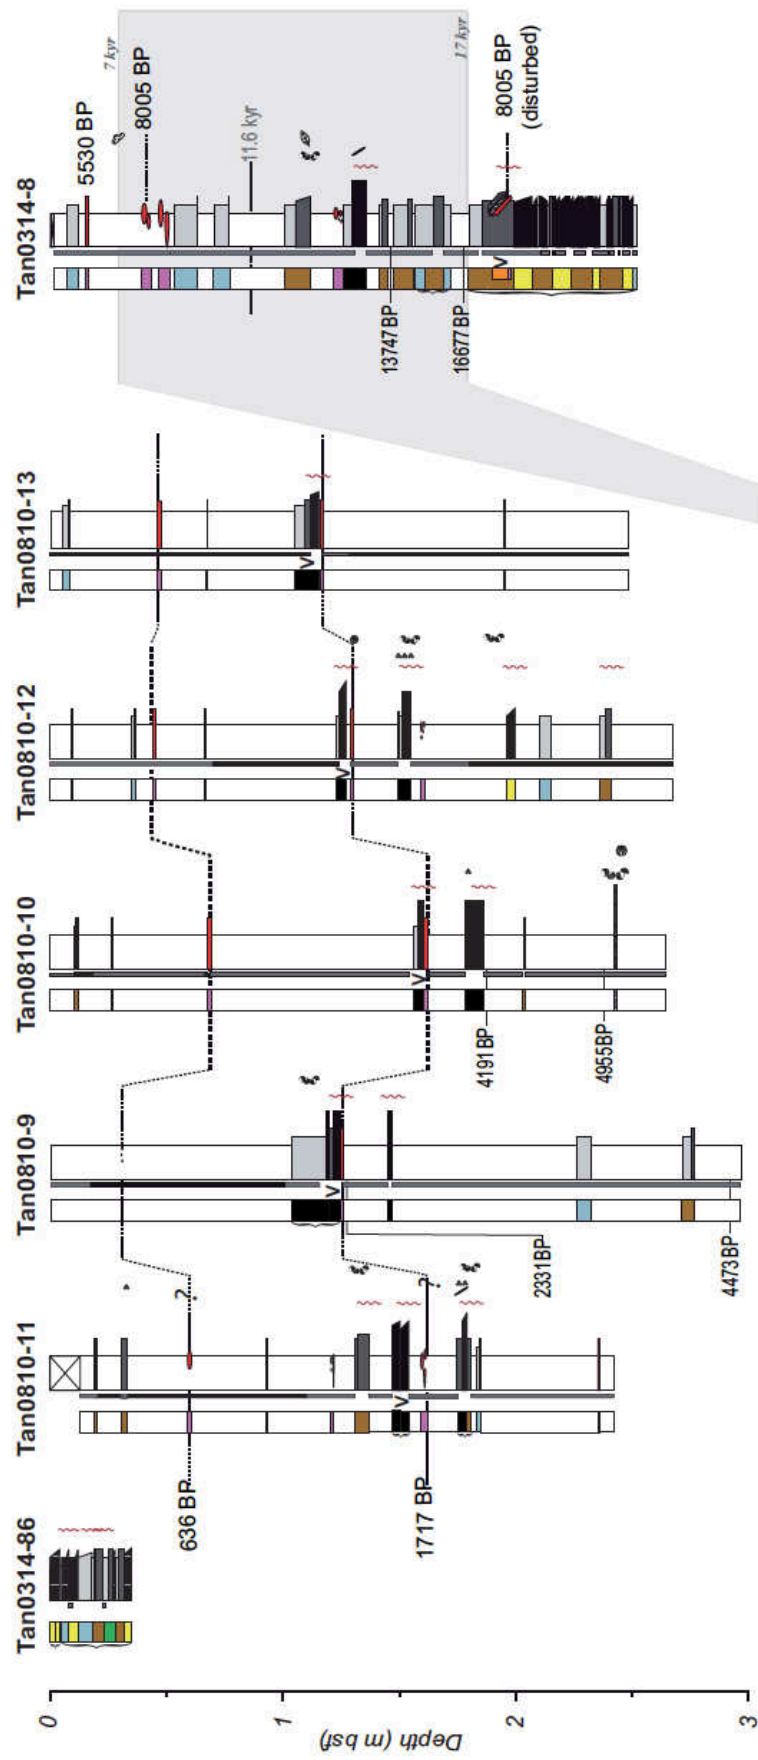 Tan0314-86
Tan0810-11
Tan0810-9
Tan0810-10
Tan0810-12
Tan0810-13
Tan0314-8
0
1
2
3
Depth (m bsf)
636 BP
1717 BP
?
?
V
2331BP
4473BP
V
4191BP
4955BP
V
V
V
7 kyr
17 kyr
5530 BP
8005 BP
11.6 kyr
13747BP
16677BP
V
8005 BP
(disturbed)